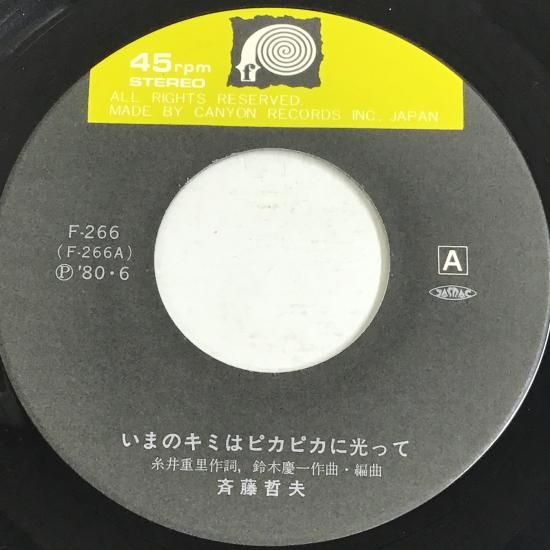 45rpm
STEREO
f
ALL RIGHTS RESERVED.
MADE BY CANYON RECORDS INC. JAPAN
F-266
(F-266A)
Ⓟ'80・6
A
JASRAC
いまのキミはピカピカに光って
糸井重里作詞, 鈴木慶一作曲・編曲
斉藤哲夫